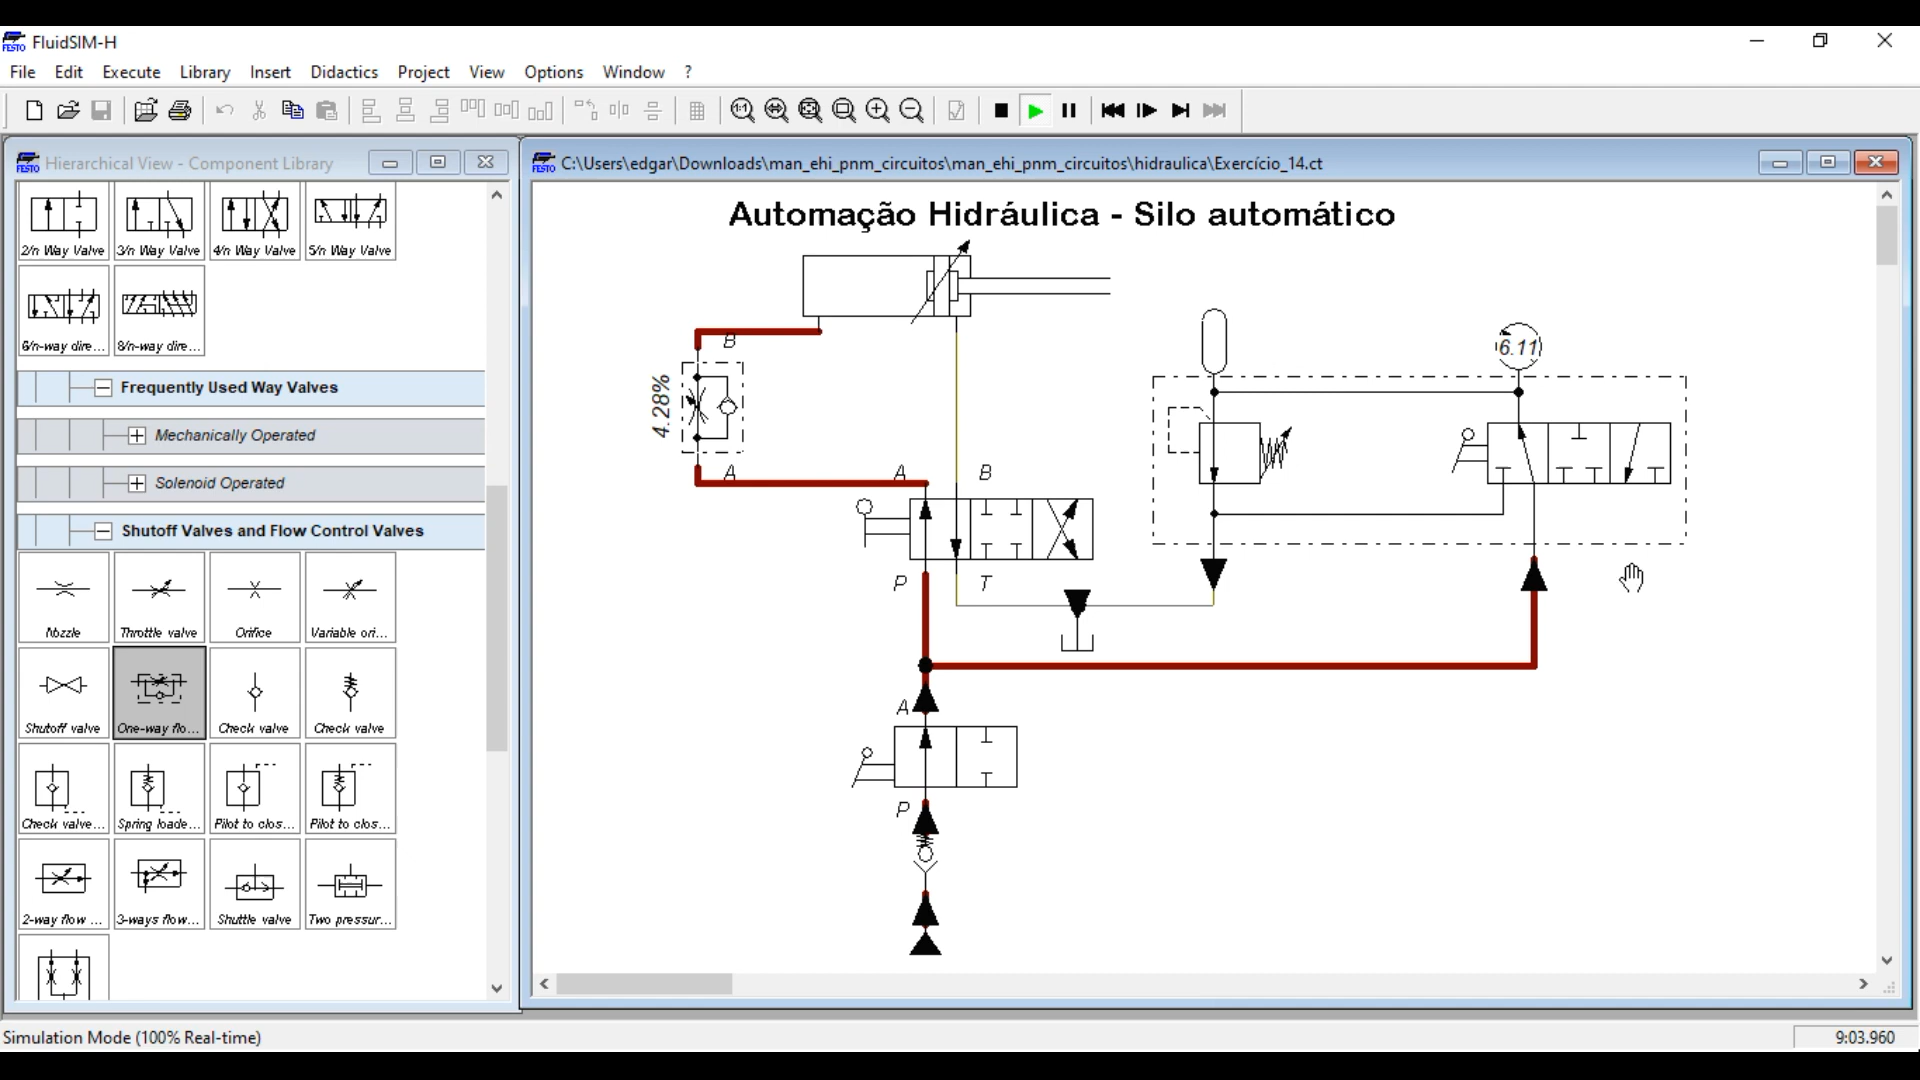 FESTO FluidSIM-H
File Edit Execute Library Insert Didactics Project View Options Window ?
1:1
FESTO Hierarchical View - Component Library
2/n Way Valve 3/n Way Valve 4/n Way Valve 5/n Way Valve
6/n-way dire... 8/n-way dire...
Frequently Used Way Valves
Mechanically Operated
Solenoid Operated
Shutoff Valves and Flow Control Valves
Nozzle Throttle valve Orifice Variable ori...
Shutoff valve One-way flo... Check valve Check valve
Check valve... Spring loade... Pilot to clos... Pilot to clos...
2-way flow ... 3-ways flow... Shuttle valve Two pressur...
FESTO C:\Users\edgar\Downloads\man_ehi_pnm_circuitos\man_ehi_pnm_circuitos\hidraulica\Exercício_14.ct
Automação Hidráulica - Silo automático
B
6.11
4.28%
A
A B
P T
A
P
Simulation Mode (100% Real-time)
9:03.960